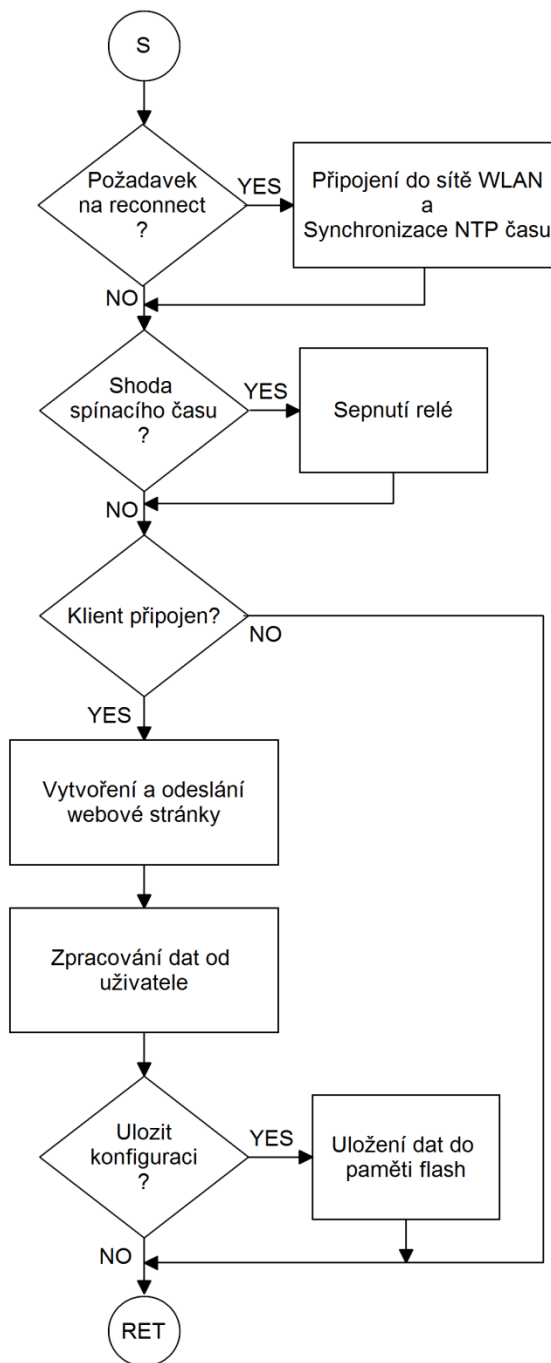 S
Požadavek
na reconnect
?
YES
Připojení do sítě WLAN
a
Synchronizace NTP času
NO
Shoda
spínacího času
?
YES
Sepnutí relé
NO
Klient připojen?
NO
YES
Vytvoření a odeslání
webové stránky
Zpracování dat od
uživatele
Ulozit
konfiguraci
?
YES
Uložení dat do
paměti flash
NO
RET